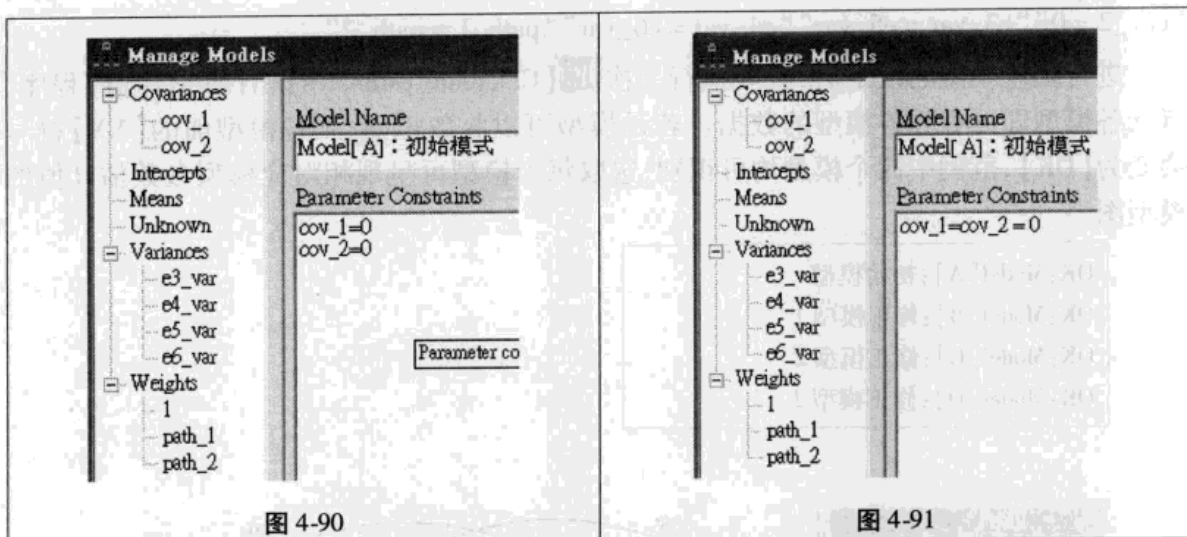 Manage Models
Covariances
cov_1
cov_2
Intercepts
Means
Unknown
Variances
e3_var
e4_var
e5_var
e6_var
Weights
1
path_1
path_2
Model Name
Model[ A]：初始模式
Parameter Constraints
cov_1=0
cov_2=0
Parameter co
图 4-90
Manage Models
Covariances
cov_1
cov_2
Intercepts
Means
Unknown
Variances
e3_var
e4_var
e5_var
e6_var
Weights
1
path_1
path_2
Model Name
Model[ A]：初始模式
Parameter Constraints
cov_1=cov_2 = 0
图 4-91